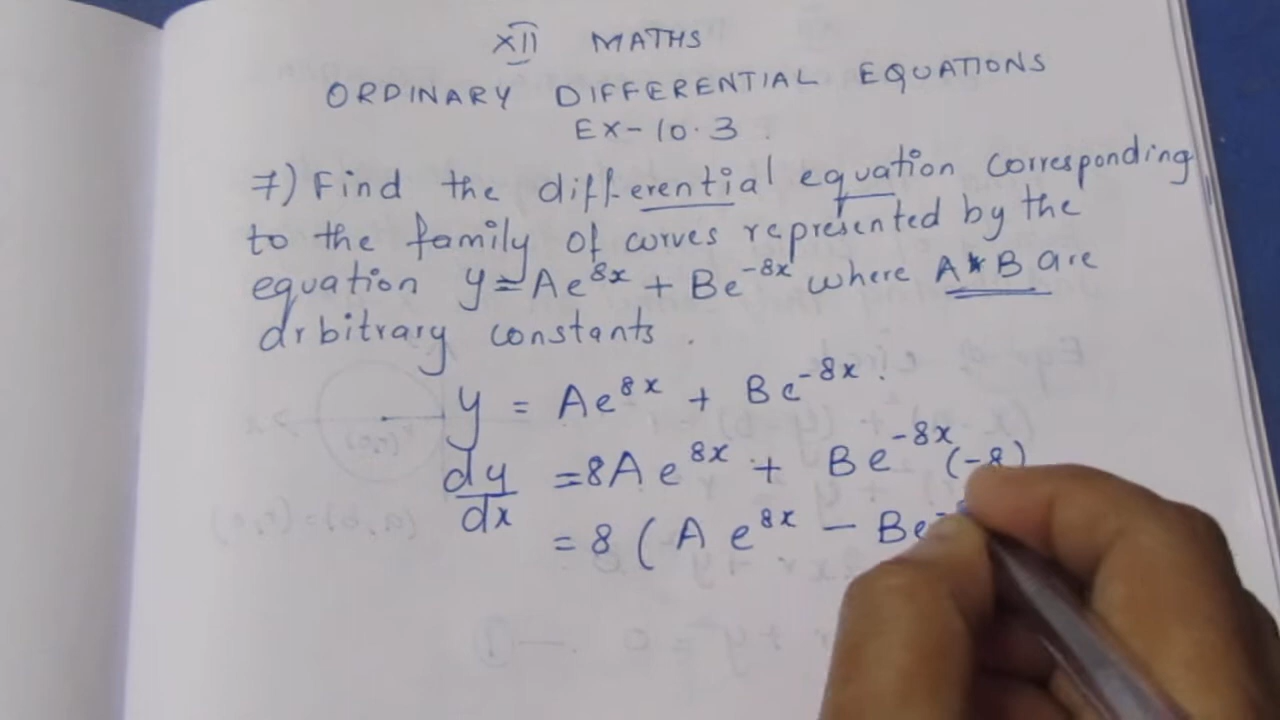 XII MATHS
ORDINARY DIFFERENTIAL EQUATIONS
EX-10.3
7) Find the differential equation corresponding
to the family of curves represented by the
equation y = Ae^{8x} + Be^{-8x} where A & B are
arbitrary constants.
y = Ae^{8x} + Be^{-8x}.
dy/dx = 8Ae^{8x} + Be^{-8x}(-8)
= 8(Ae^{8x} - Be^-